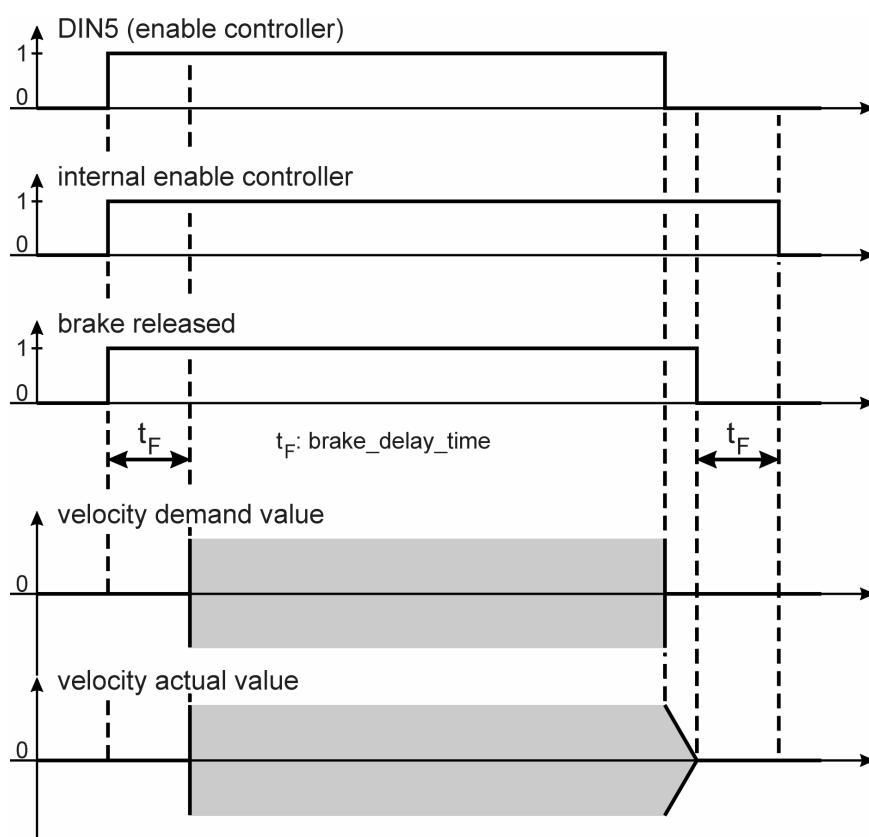 DIN5 (enable controller)
1
0
internal enable controller
1
0
brake released
1
0
tF tF: brake_delay_time tF
velocity demand value
0
velocity actual value
0